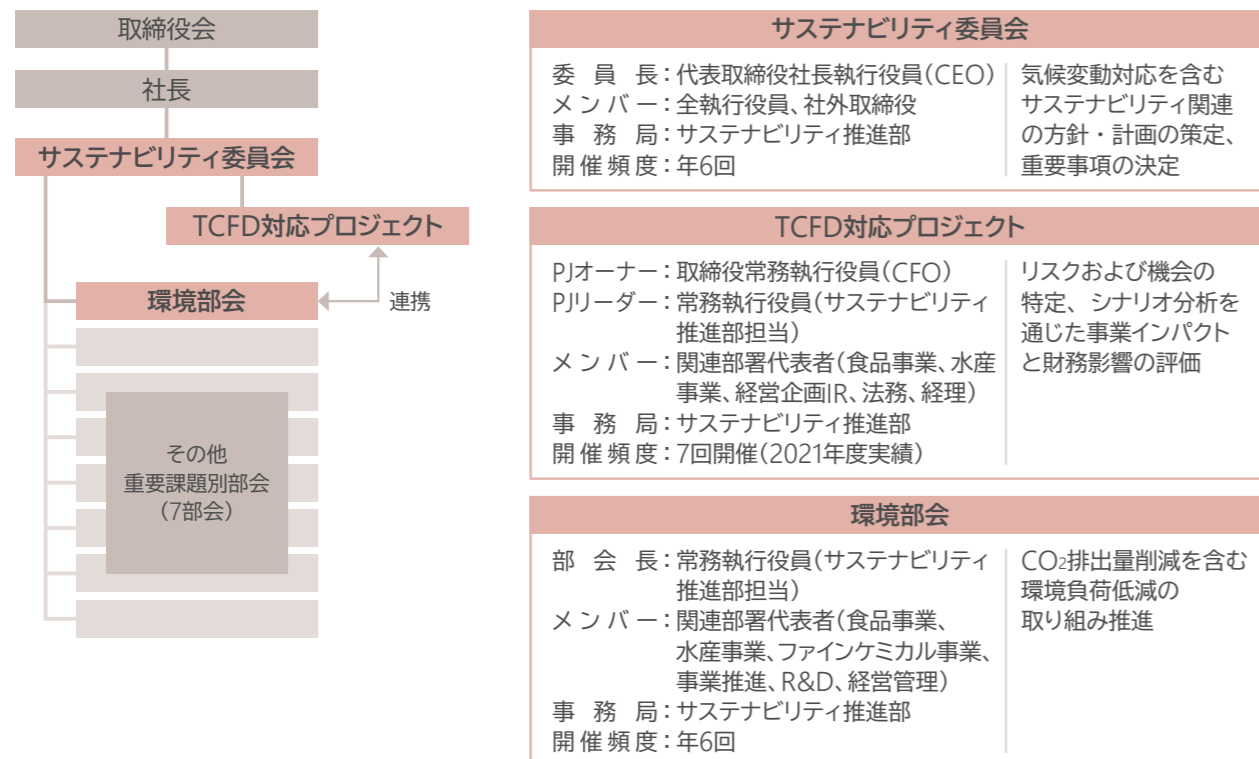 取締役会
社長
サステナビリティ委員会
TCFD対応プロジェクト
環境部会
連携
その他
重要課題別部会
（7部会）
サステナビリティ委員会
委員長：代表取締役社長執行役員（CEO）
メンバー：全執行役員、社外取締役
事務局：サステナビリティ推進部
開催頻度：年6回
気候変動対応を含む
サステナビリティ関連
の方針・計画の策定、
重要事項の決定
TCFD対応プロジェクト
PJオーナー：取締役常務執行役員（CFO）
PJリーダー：常務執行役員（サステナビリティ
推進部担当）
メンバー：関連部署代表者（食品事業、水産
事業、経営企画IR、法務、経理）
事務局：サステナビリティ推進部
開催頻度：7回開催（2021年度実績）
リスクおよび機会の
特定、シナリオ分析を
通じた事業インパクト
と財務影響の評価
環境部会
部会長：常務執行役員（サステナビリティ
推進部担当）
メンバー：関連部署代表者（食品事業、
水産事業、ファインケミカル事業、
事業推進、R&D、経営管理）
事務局：サステナビリティ推進部
開催頻度：年6回
CO2排出量削減を含む
環境負荷低減の
取り組み推進